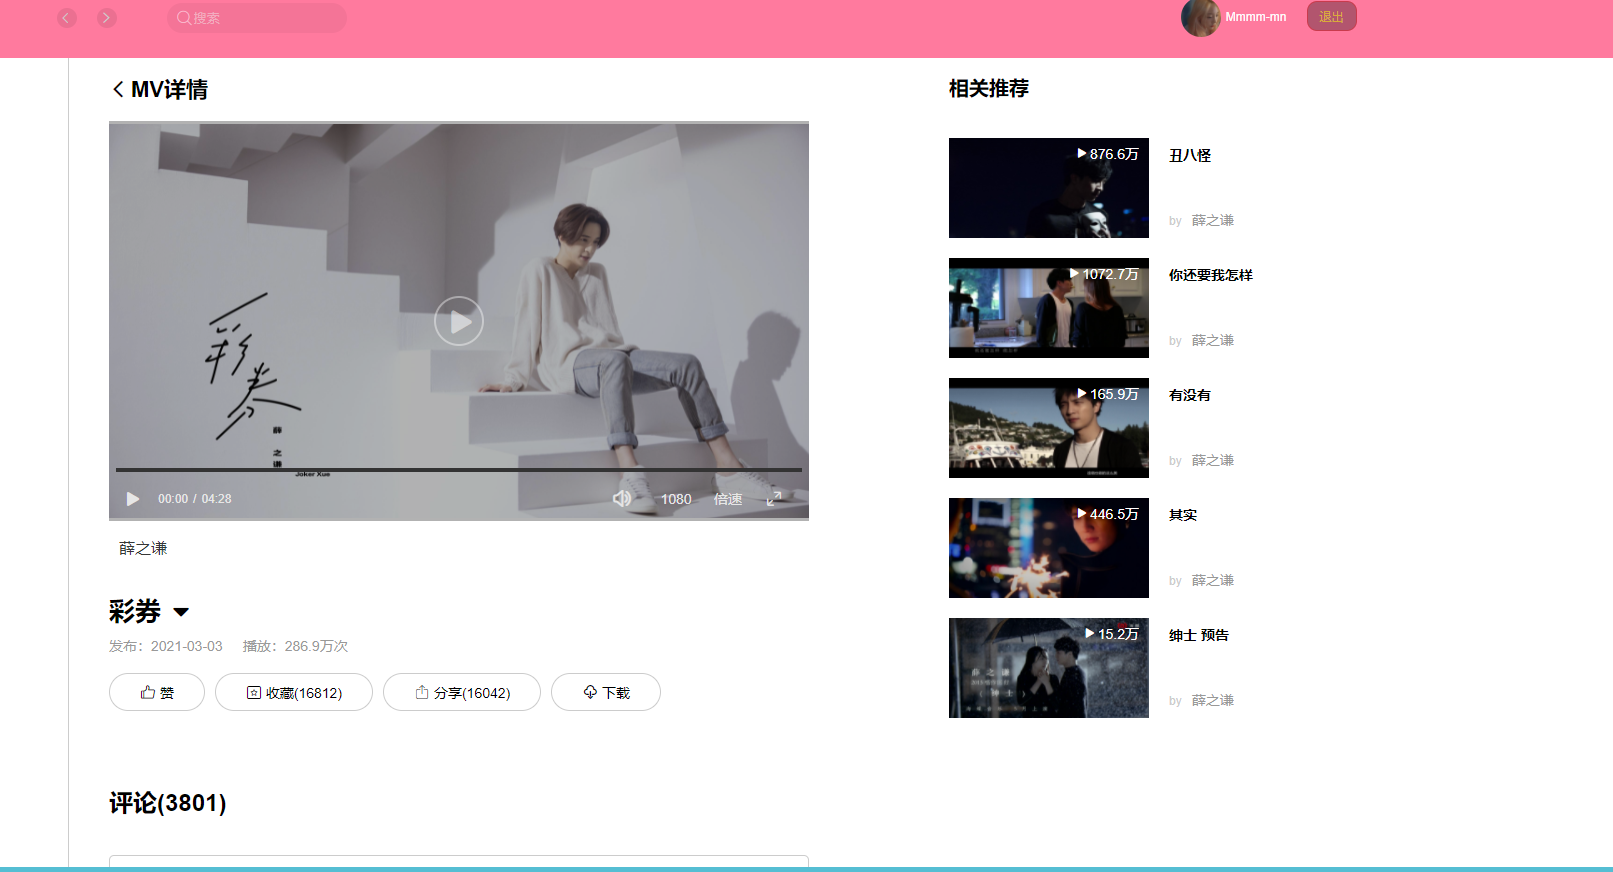 搜索
Mmmm-mn
退出
MV详情
彩券
薛之谦
Joker Xue
00:00 / 04:28
1080
倍速
薛之谦
彩券
发布：2021-03-03 播放：286.9万次
赞
收藏(16812)
分享(16042)
下载
评论(3801)
相关推荐
876.6万
丑八怪
by 薛之谦
1072.7万
你还要我怎样
by 薛之谦
165.9万
有没有
by 薛之谦
446.5万
其实
by 薛之谦
15.2万
薛之谦
绅士
绅士 预告
by 薛之谦